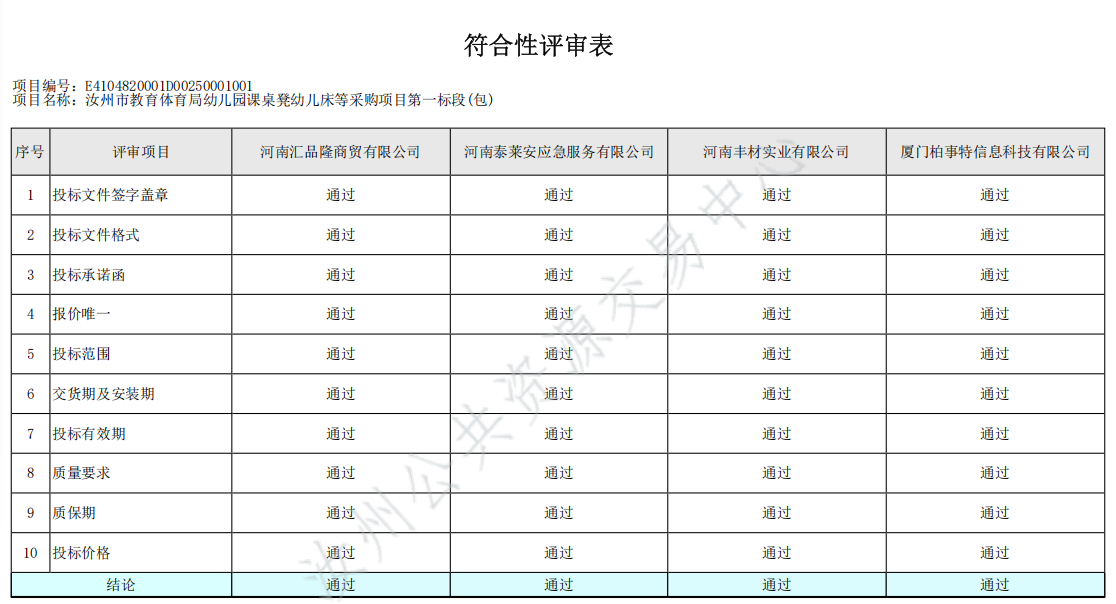 符合性评审表
项目编号：E4104820001D00250001001
项目名称：汝州市教育体育局幼儿园课桌凳幼儿床等采购项目第一标段(包)
序号 评审项目 河南汇品隆商贸有限公司 河南泰莱安应急服务有限公司 河南丰材实业有限公司 厦门柏事特信息科技有限公司
1 投标文件签字盖章 通过 通过 通过 通过
2 投标文件格式 通过 通过 通过 通过
3 投标承诺函 通过 通过 通过 通过
4 报价唯一 通过 通过 通过 通过
5 投标范围 通过 通过 通过 通过
6 交货期及安装期 通过 通过 通过 通过
7 投标有效期 通过 通过 通过 通过
8 质量要求 通过 通过 通过 通过
9 质保期 通过 通过 通过 通过
10 投标价格 通过 通过 通过 通过
结论 通过 通过 通过 通过
汝州公共资源交易中心